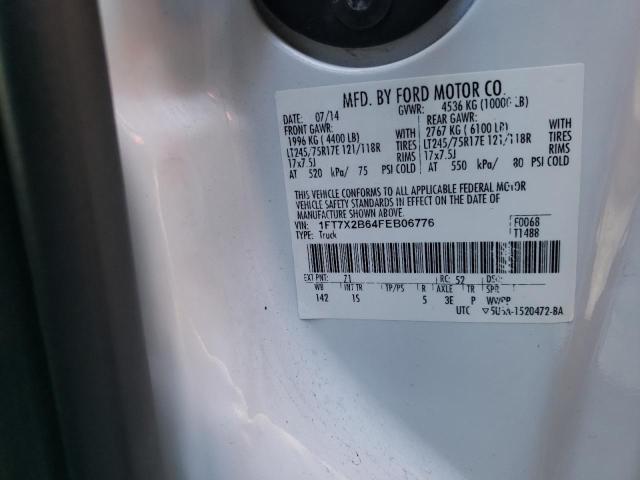 MFD. BY FORD MOTOR CO.
DATE: 07/14 GVWR: 4536 KG (10000 LB)
FRONT GAWR: REAR GAWR:
1996 KG ( 4400 LB) WITH 2767 KG ( 6100 LB) WITH
LT245/75R17E 121/118R TIRES LT245/75R17E 121/118R TIRES
17x7.5J RIMS 17x7.5J RIMS
AT 520 kPa/ 75 PSI COLD AT 550 kPa/ 80 PSI COLD
THIS VEHICLE CONFORMS TO ALL APPLICABLE FEDERAL MOTOR
VEHICLE SAFETY STANDARDS IN EFFECT ON THE DATE OF
MANUFACTURE SHOWN ABOVE.
VIN: 1FT7X2B64FEB06776 F0068
TYPE: Truck T1488
EXT PNT: Z1 RC: 52 DSO:
WB INT TR TP/PS R AXLE TR SPR
142 1S 5 3E P
UTC